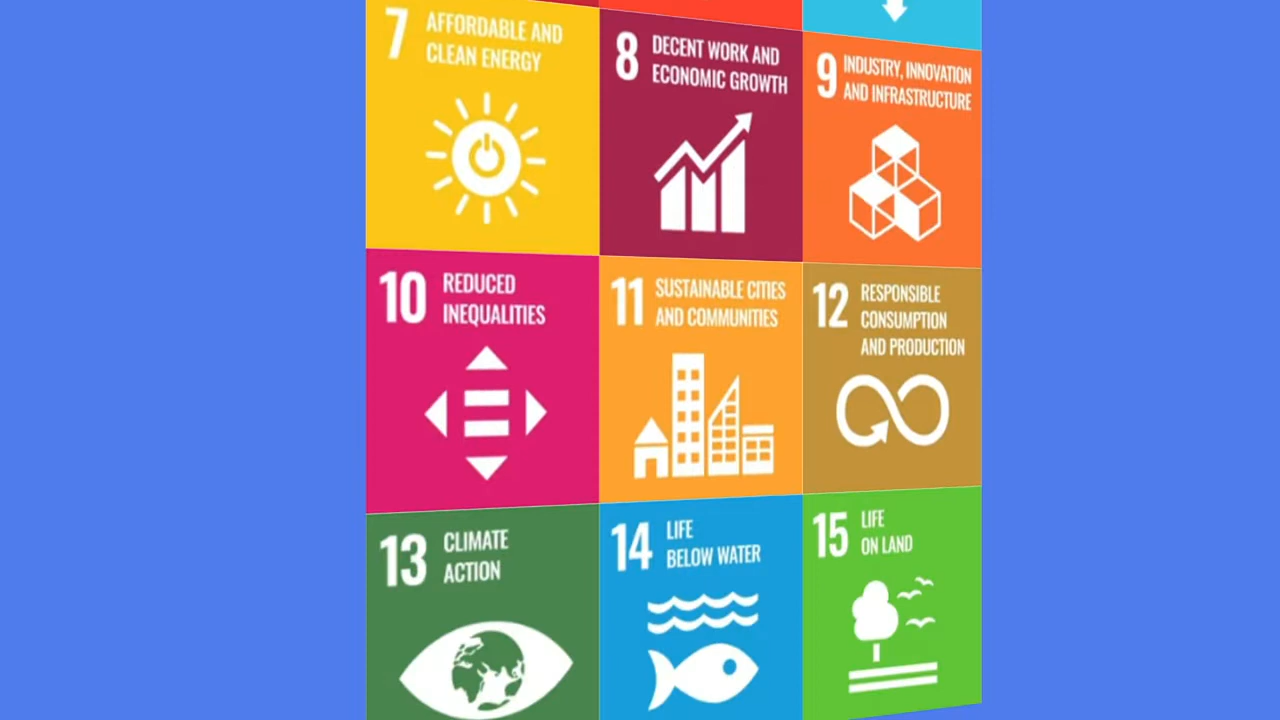 7 AFFORDABLE AND
CLEAN ENERGY
8 DECENT WORK AND
ECONOMIC GROWTH
9 INDUSTRY, INNOVATION
AND INFRASTRUCTURE
10 REDUCED
INEQUALITIES
11 SUSTAINABLE CITIES
AND COMMUNITIES
12 RESPONSIBLE
CONSUMPTION
AND PRODUCTION
13 CLIMATE
ACTION
14 LIFE
BELOW WATER
15 LIFE
ON LAND